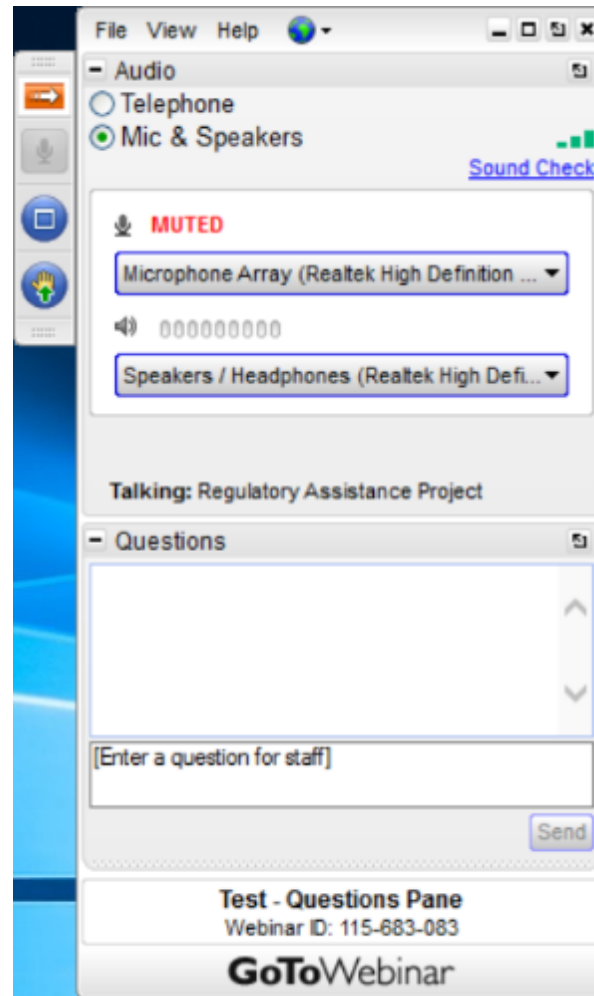 File View Help
Audio
Telephone
Mic & Speakers
Sound Check
MUTED
Microphone Array (Realtek High Definition ...
000000000
Speakers / Headphones (Realtek High Defi...
Talking: Regulatory Assistance Project
Questions
[Enter a question for staff]
Send
Test - Questions Pane
Webinar ID: 115-683-083
GoToWebinar